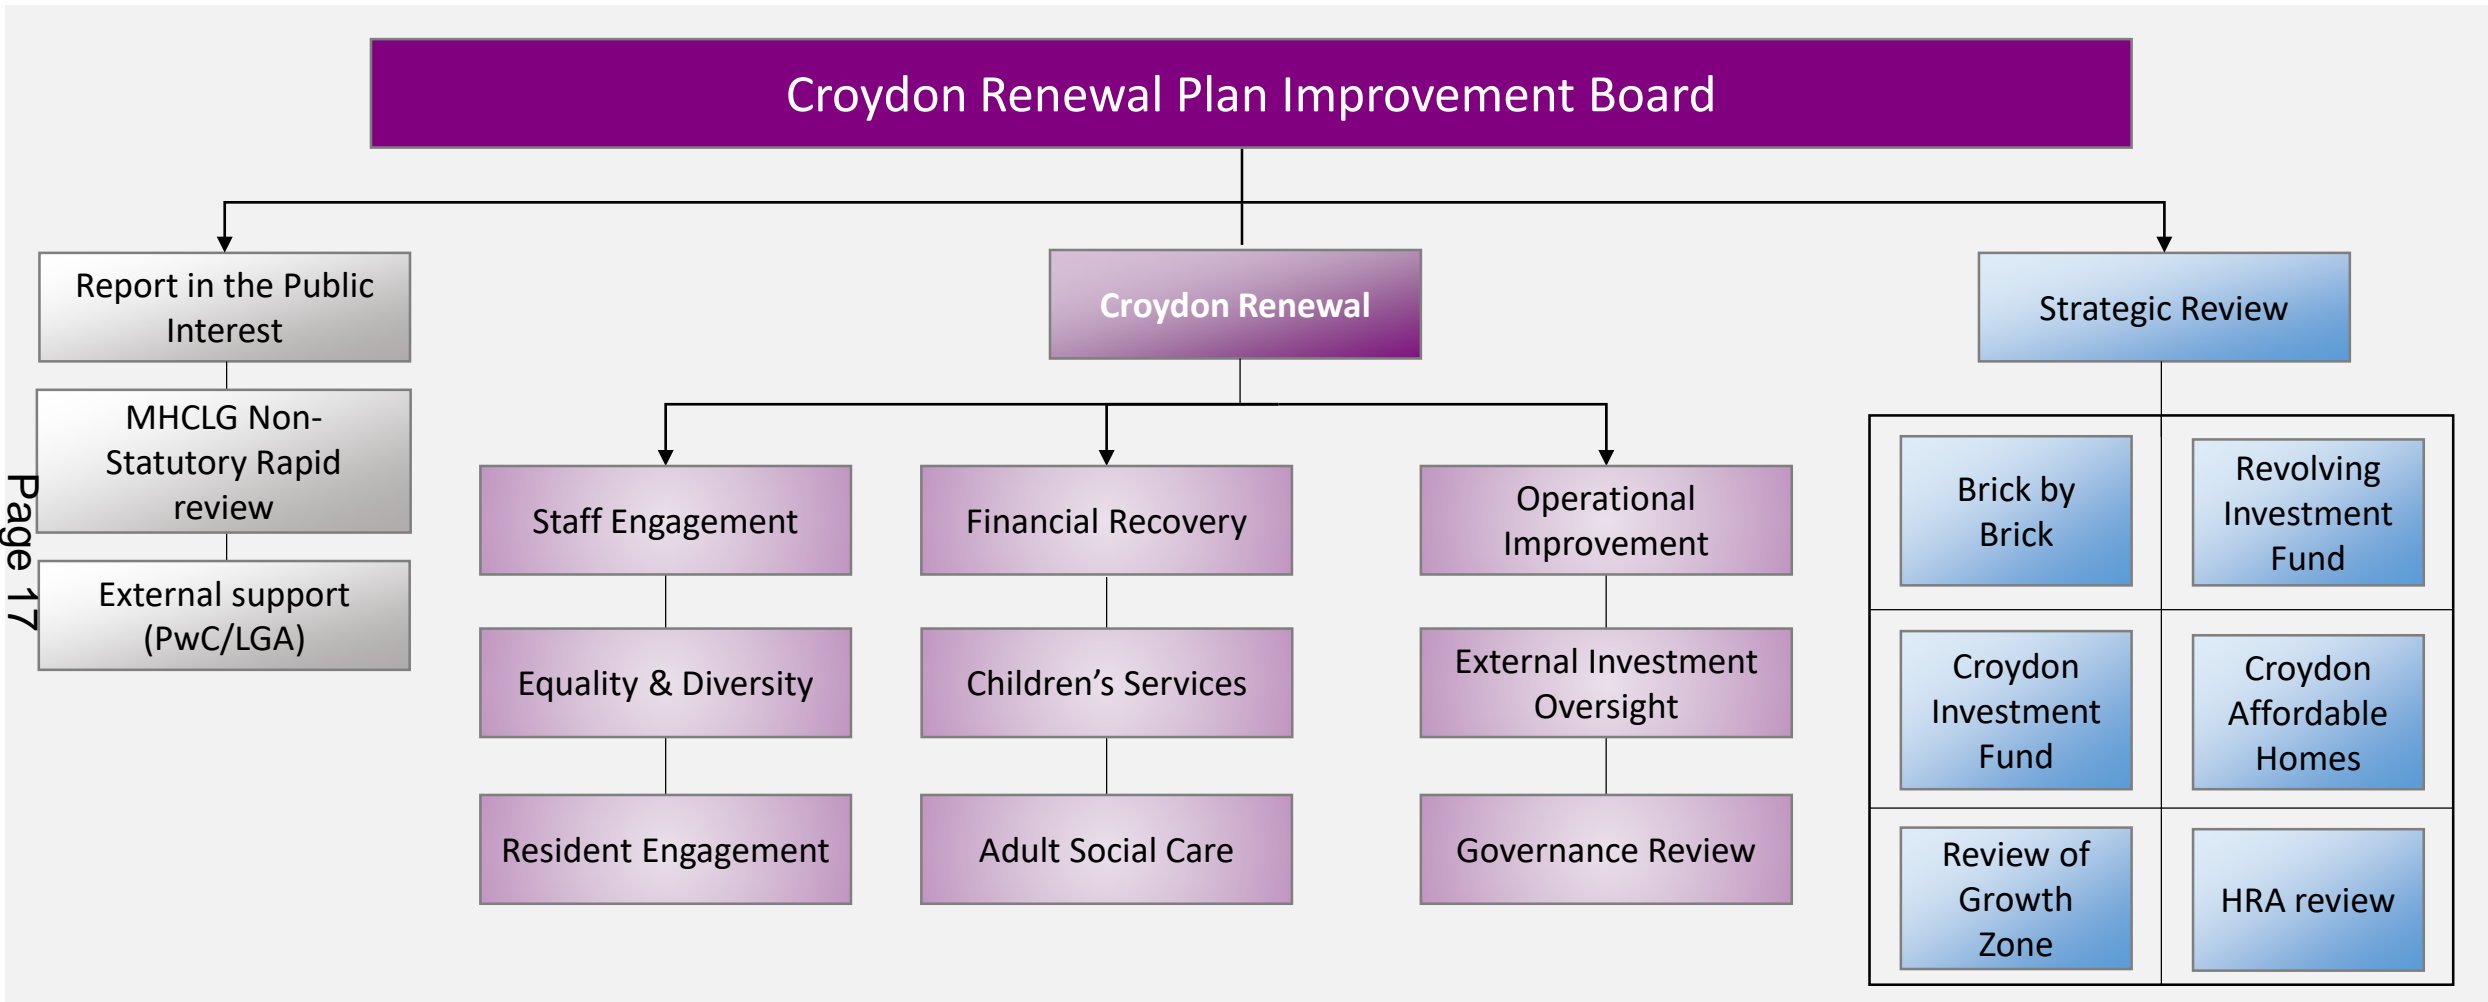 Croydon Renewal Plan Improvement Board
Report in the Public
Interest
MHCLG Non-
Statutory Rapid
review
External support
(PwC/LGA)
Croydon Renewal
Staff Engagement
Equality & Diversity
Resident Engagement
Financial Recovery
Children’s Services
Adult Social Care
Operational
Improvement
External Investment
Oversight
Governance Review
Strategic Review
Brick by
Brick
Revolving
Investment
Fund
Croydon
Investment
Fund
Croydon
Affordable
Homes
Review of
Growth
Zone
HRA review
Page 17